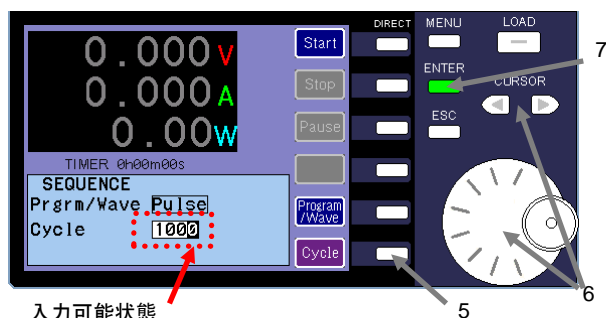 DIRECT MENU LOAD
0.000V
0.000A
0.00W
TIMER 0h00m00s
SEQUENCE
Prgrm/Wave Pulse
Cycle 1000
Start
Stop
Pause
Program
/Wave
Cycle
ENTER
CURSOR
ESC
7
入力可能状態
5
6